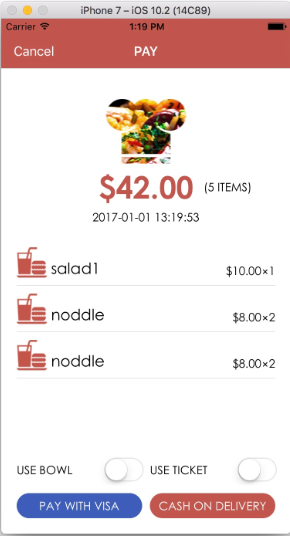 iPhone 7 – iOS 10.2 (14C89)
Carrier 1:19 PM
Cancel PAY
$42.00 (5 ITEMS)
2017-01-01 13:19:53
salad1 $10.00×1
noddle $8.00×2
noddle $8.00×2
USE BOWL USE TICKET
PAY WITH VISA CASH ON DELIVERY